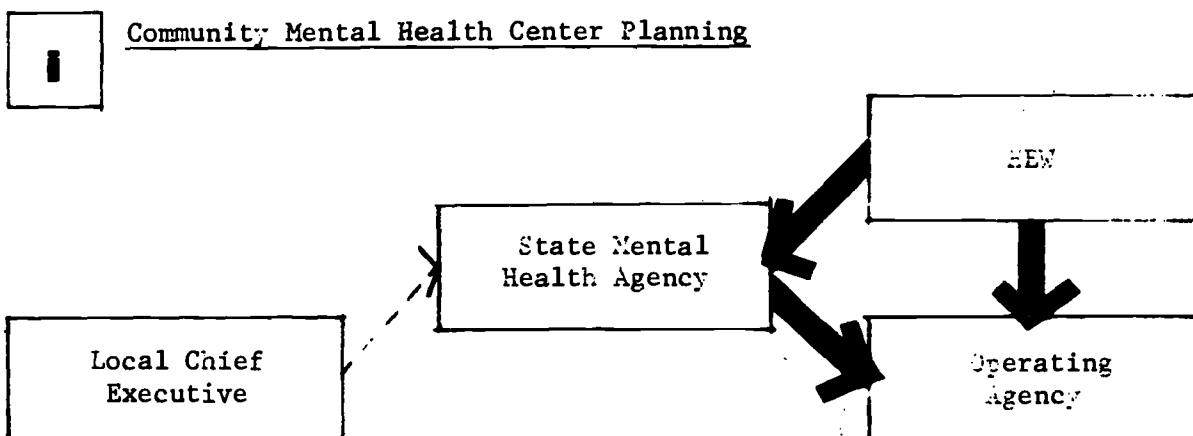 i
Community Mental Health Center Planning
HEW
State Mental
Health Agency
Local Chief
Executive
Operating
Agency